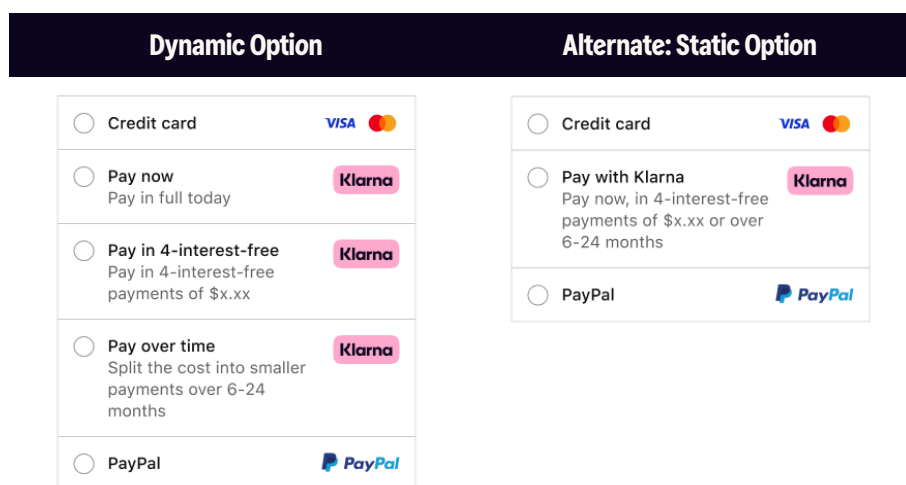 Dynamic Option
Credit card VISA
Pay now Klarna
Pay in full today
Pay in 4-interest-free Klarna
Pay in 4-interest-free
payments of $x.xx
Pay over time Klarna
Split the cost into smaller
payments over 6-24
months
PayPal PayPal
Alternate: Static Option
Credit card VISA
Pay with Klarna Klarna
Pay now, in 4-interest-free
payments of $x.xx or over
6-24 months
PayPal PayPal